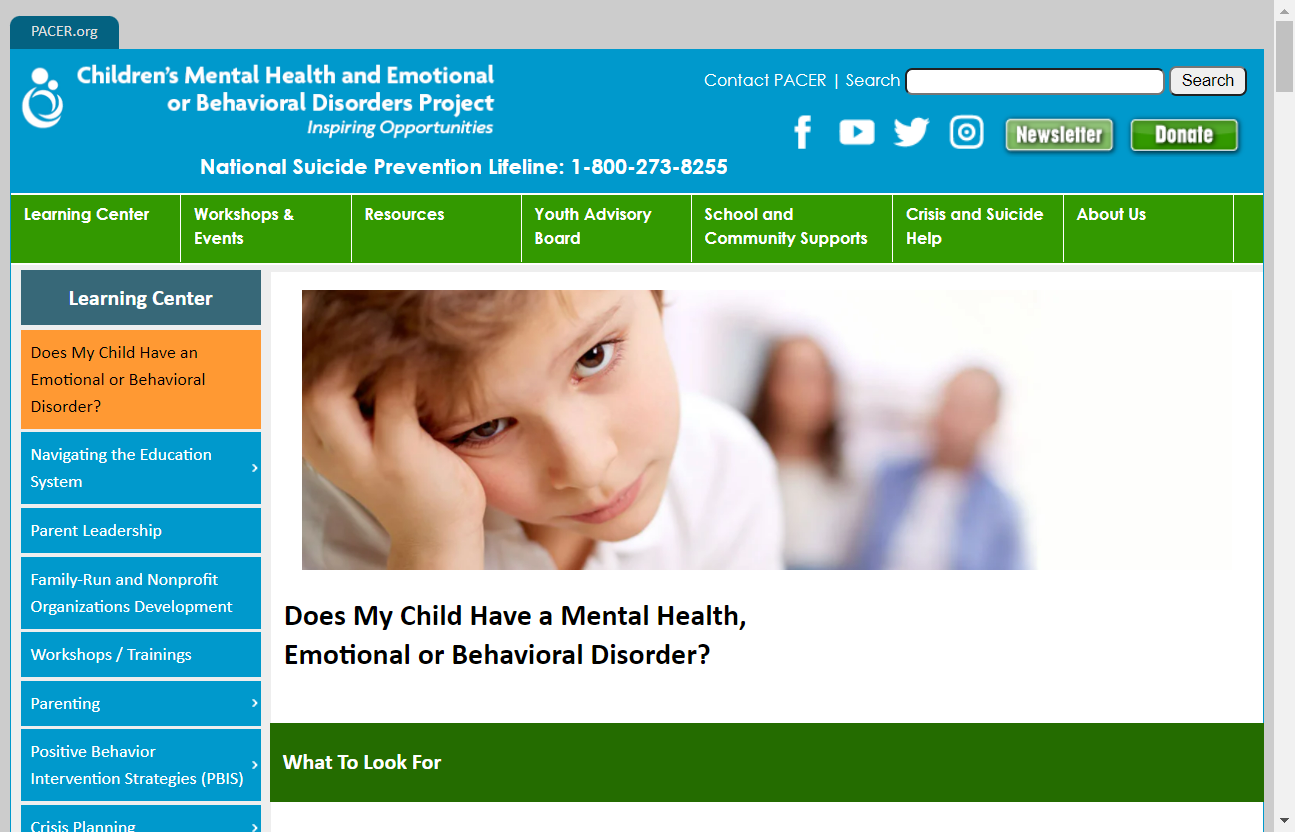 PACER.org
Children's Mental Health and Emotional
or Behavioral Disorders Project
Inspiring Opportunities
Contact PACER | Search
Search
Newsletter
Donate
National Suicide Prevention Lifeline: 1-800-273-8255
Learning Center
Workshops &
Events
Resources
Youth Advisory
Board
School and
Community Supports
Crisis and Suicide
Help
About Us
Learning Center
Does My Child Have an
Emotional or Behavioral
Disorder?
Navigating the Education
System
Parent Leadership
Family-Run and Nonprofit
Organizations Development
Workshops / Trainings
Parenting
Positive Behavior
Intervention Strategies (PBIS)
Crisis Planning
Does My Child Have a Mental Health,
Emotional or Behavioral Disorder?
What To Look For